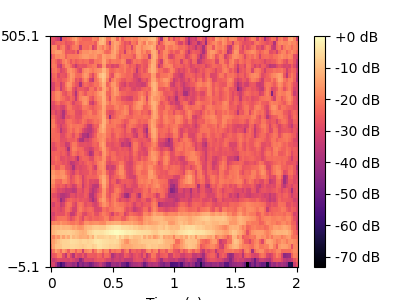 Mel Spectrogram
505.1
-5.1
0
0.5
1
1.5
2
+0 dB
-10 dB
-20 dB
-30 dB
-40 dB
-50 dB
-60 dB
-70 dB